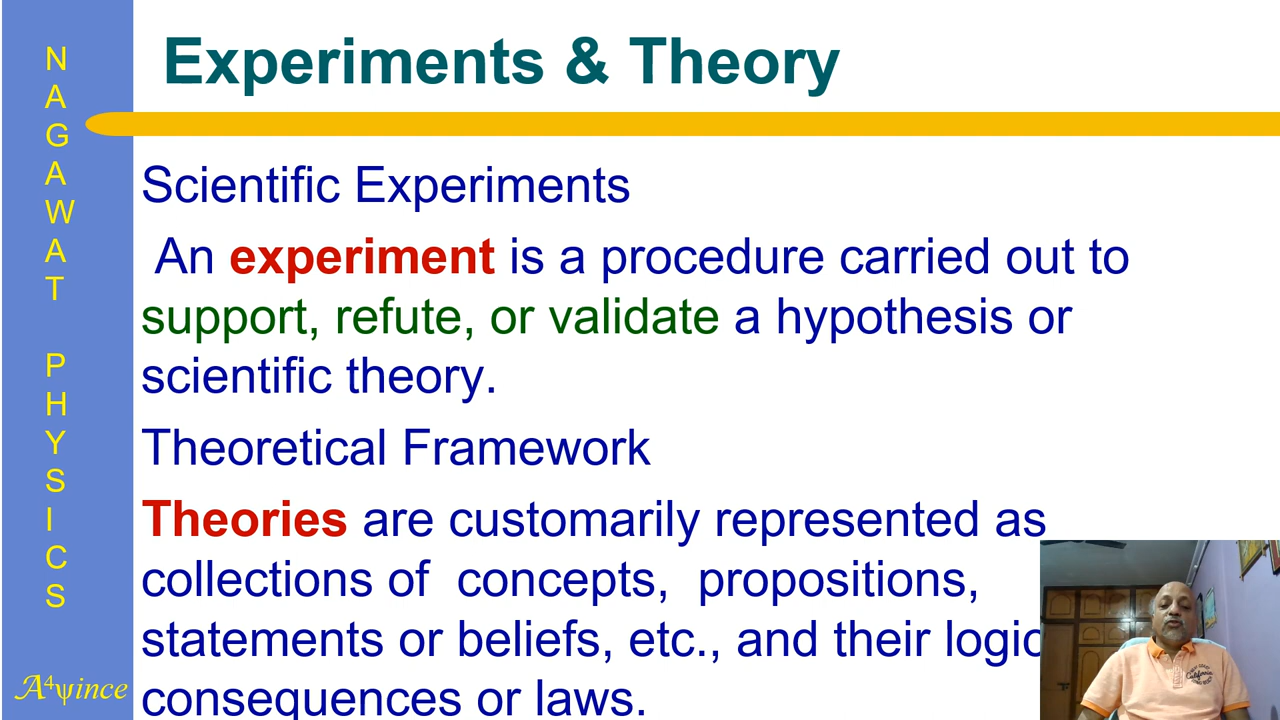 Experiments & Theory
N
A
G
A
W
A
T
P
H
Y
S
I
C
S
Scientific Experiments
An experiment is a procedure carried out to
support, refute, or validate a hypothesis or
scientific theory.
Theoretical Framework
Theories are customarily represented as
collections of concepts, propositions,
statements or beliefs, etc., and their
consequences or laws.
A⁴ψince
California